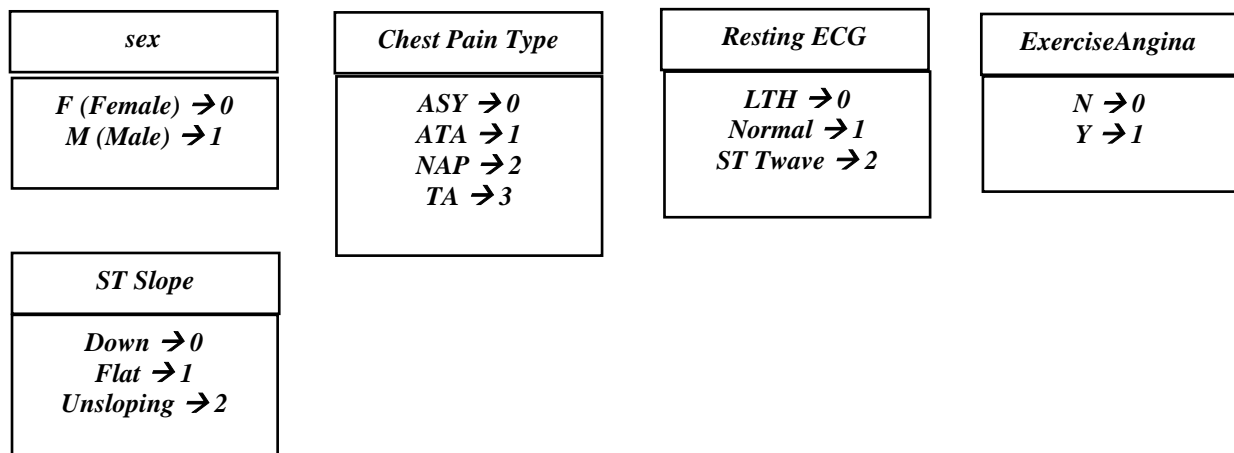 sex
F (Female) → 0
M (Male) → 1
Chest Pain Type
ASY → 0
ATA → 1
NAP → 2
TA → 3
Resting ECG
LTH → 0
Normal → 1
ST Twave → 2
ExerciseAngina
N → 0
Y → 1
ST Slope
Down → 0
Flat → 1
Unsloping → 2